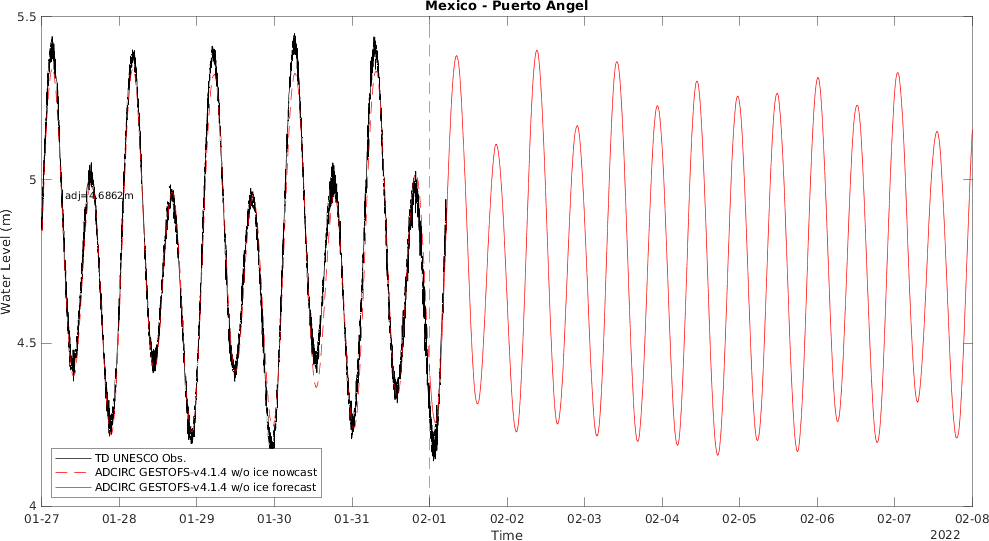 Mexico - Puerto Angel
5.5
5
4.5
4
Water Level (m)
adj=4.6862m
TD UNESCO Obs.
ADCIRC GESTOFS-v4.1.4 w/o ice nowcast
ADCIRC GESTOFS-v4.1.4 w/o ice forecast
01-27 01-28 01-29 01-30 01-31 02-01 02-02 02-03 02-04 02-05 02-06 02-07 02-08
Time
2022